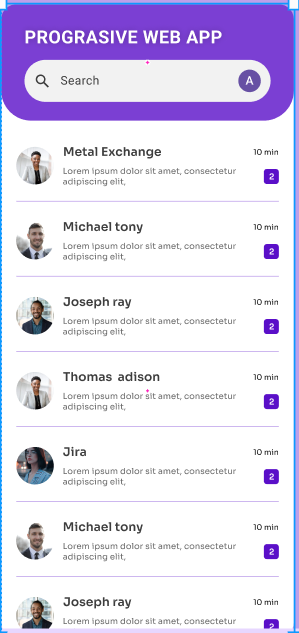 PROGRASIVE WEB APP
Search
A
Metal Exchange
10 min
Lorem ipsum dolor sit amet, consectetur
adipiscing elit,
2
Michael tony
10 min
Lorem ipsum dolor sit amet, consectetur
adipiscing elit,
2
Joseph ray
10 min
Lorem ipsum dolor sit amet, consectetur
adipiscing elit,
2
Thomas adison
10 min
Lorem ipsum dolor sit amet, consectetur
adipiscing elit,
2
Jira
10 min
Lorem ipsum dolor sit amet, consectetur
adipiscing elit,
2
Michael tony
10 min
Lorem ipsum dolor sit amet, consectetur
adipiscing elit,
2
Joseph ray
10 min
Lorem ipsum dolor sit amet, consectetur
adipiscing elit,
2